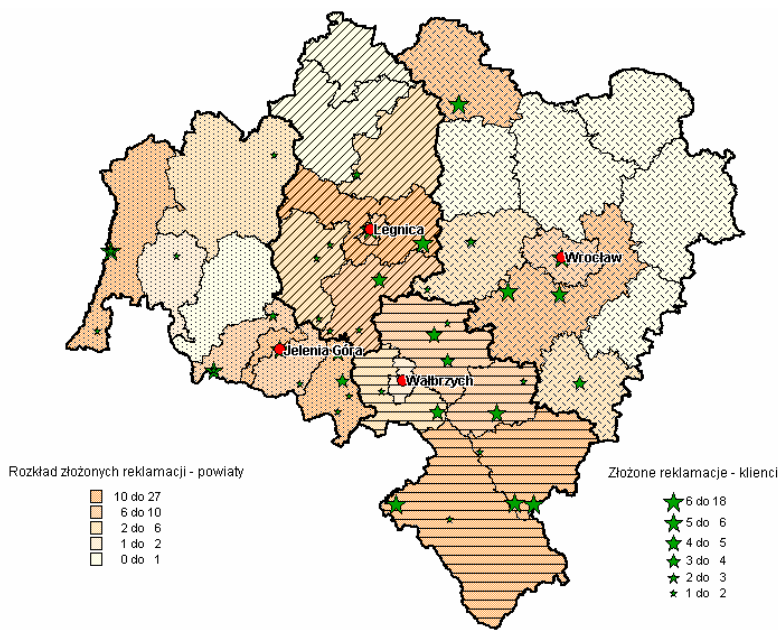 Legnica
Wrocław
Jelenia Góra
Wałbrzych
Rozkład złożonych reklamacji - powiaty
10 do 27
6 do 10
2 do 6
1 do 2
0 do 1
Złożone reklamacje - klienci
6 do 18
5 do 6
4 do 5
3 do 4
2 do 3
1 do 2